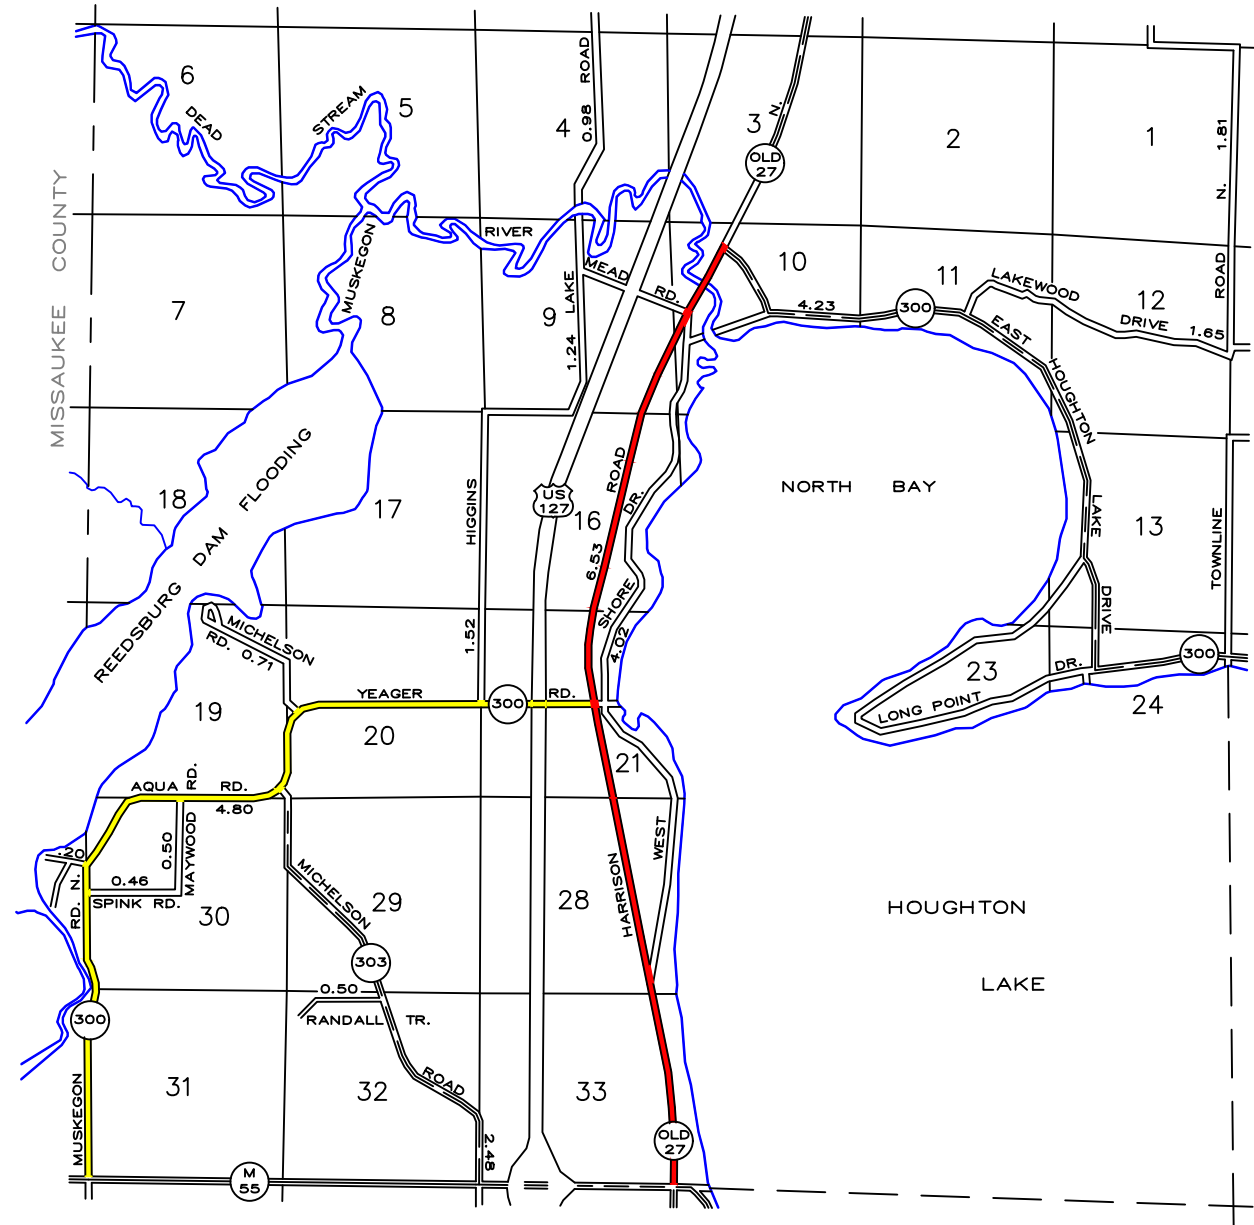 6
DEAD
STREAM
5
4
0.98
ROAD
3
N.
OLD
27
2
1
1.81
ROAD N.
MISSAUKEE COUNTY
MUSKEGON
RIVER
7
8
9
LAKE
1.24
MEAD RD.
10
4.23
300
11
LAKEWOOD
DRIVE 1.65
12
EAST
HOUGHTON
LAKE
DRIVE
18
REEDSBURG DAM FLOODING
17
HIGGINS
1.52
US
127
16
ROAD
6.53
SHORE DR.
4.02
NORTH BAY
13
TOWNLINE
MICHELSON
RD. 0.71
19
YEAGER
300
RD.
20
21
23
DR.
300
LONG POINT
24
AQUA RD.
4.80
MAYWOOD RD.
0.50
.20
0.46
SPINK RD.
RD. N.
30
MICHELSON
29
28
HARRISON
WEST
HOUGHTON
LAKE
303
0.50
RANDALL TR.
300
31
32
33
ROAD
2.48
MUSKEGON
OLD
27
M
55